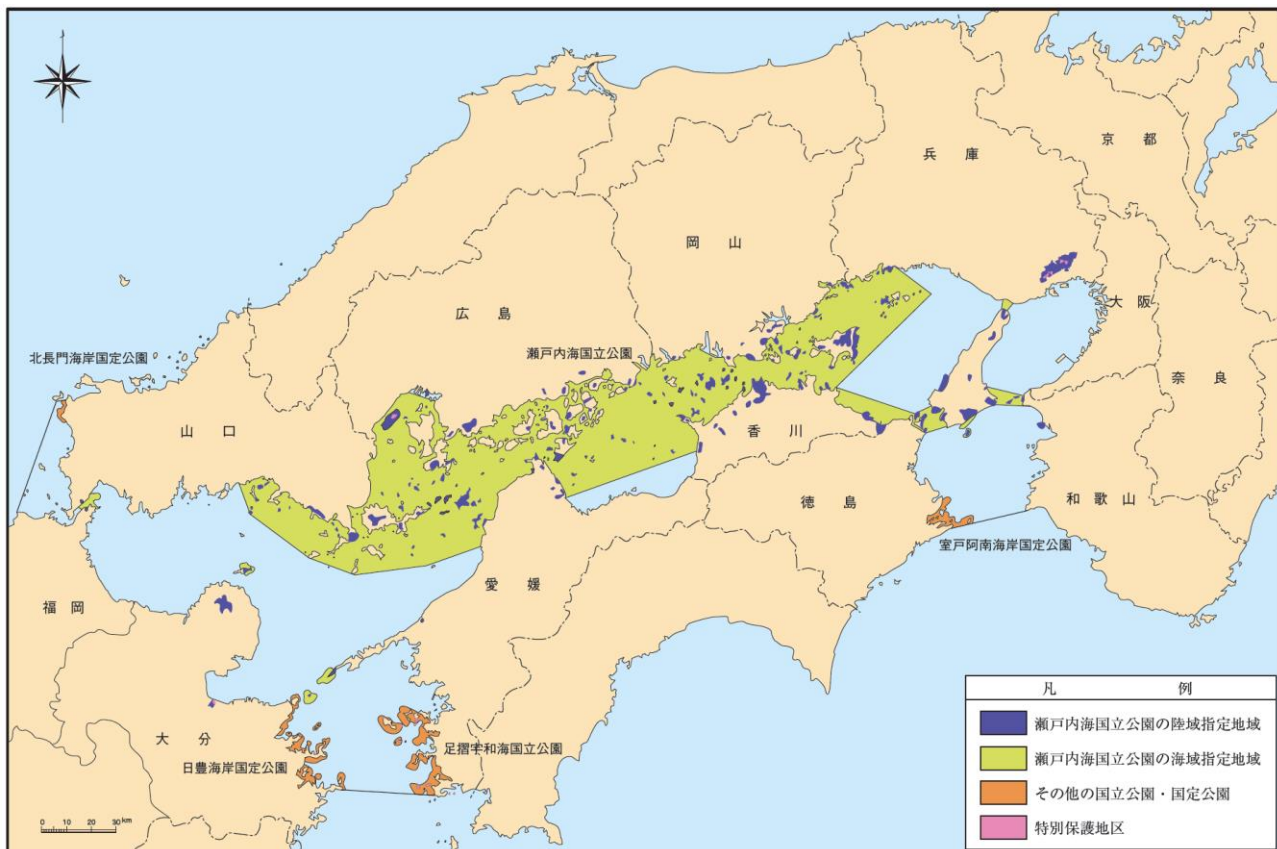 京 都
兵 庫
岡 山
大 阪
広 島
瀬戸内海国立公園
北長門海岸国定公園
奈 良
山 口
香 川
和 歌 山
徳 島
室戸阿南海岸国定公園
愛 媛
福 岡
大 分
足摺宇和海国立公園
日豊海岸国定公園
0 10 20 30 km
凡 例
瀬戸内海国立公園の陸域指定地域
瀬戸内海国立公園の海域指定地域
その他の国立公園・国定公園
特別保護地区